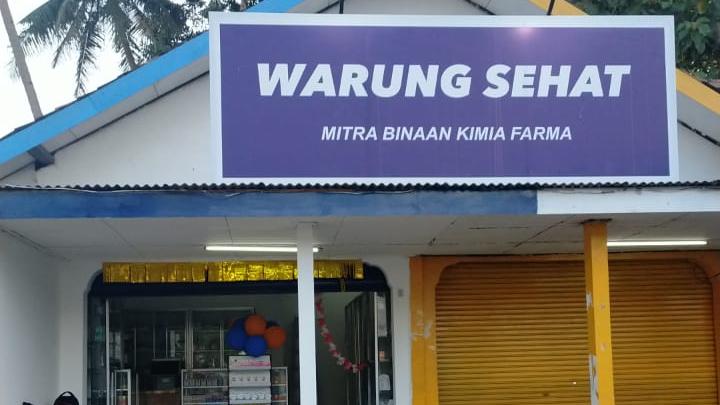 WARUNG SEHAT
MITRA BINAAN KIMIA FARMA